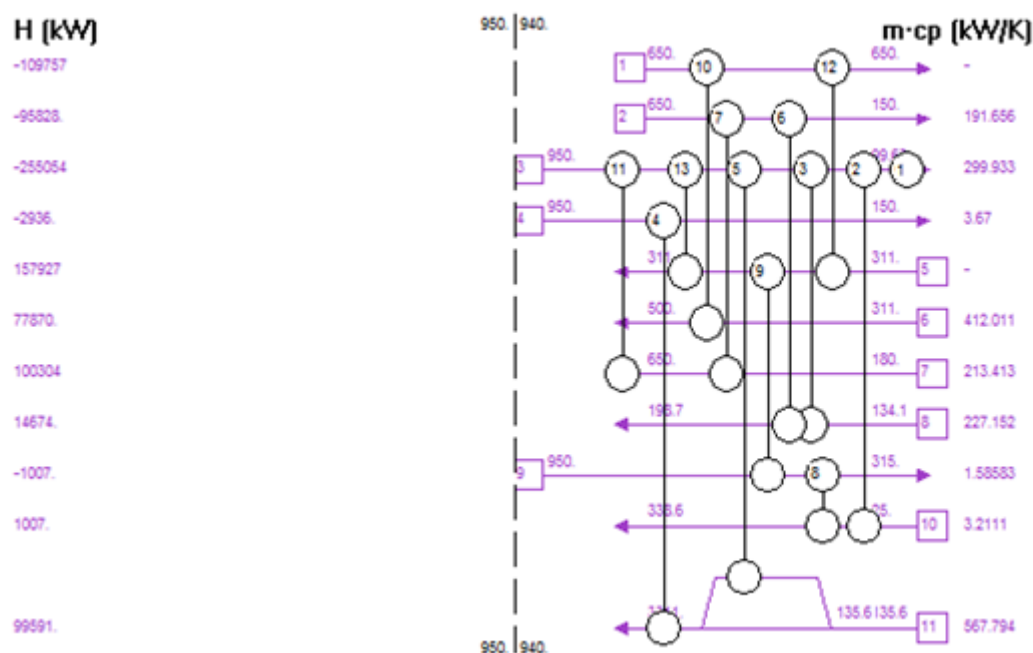 H (kW) 950. 940. m·cp (kW/K)
-109757 1 650. 10 12 650. -
-95828. 2 650. 7 6 150. 191.656
-255054 3 950. 11 13 5 3 2 1 299.933
-2936. 4 950. 4 150. 3.67
157927 311. 9 311. 5 -
77870. 500. 311. 6 412.011
100304 650. 180. 7 213.413
14674. 198.7 134.1 8 227.152
-1007. 9 950. 8 315. 1.58583
1007. 25. 10 3.2111
99591. 135.6 135.6 11 567.794
950. 940.